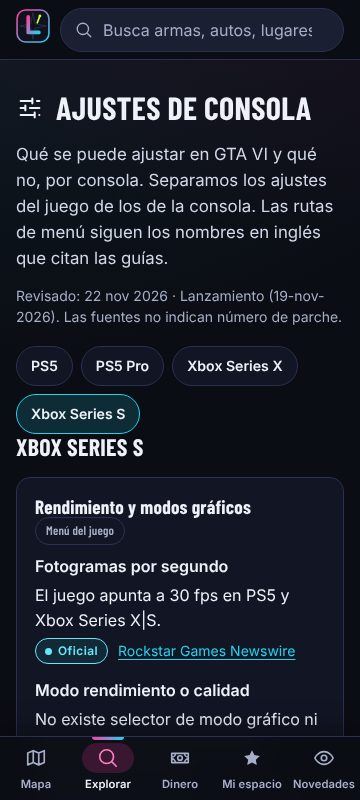 Busca armas, autos, lugares
AJUSTES DE CONSOLA
Qué se puede ajustar en GTA VI y qué
no, por consola. Separamos los ajustes
del juego de los de la consola. Las rutas
de menú siguen los nombres en inglés
que citan las guías.
Revisado: 22 nov 2026 · Lanzamiento (19-nov-
2026). Las fuentes no indican número de parche.
PS5
PS5 Pro
Xbox Series X
Xbox Series S
XBOX SERIES S
Rendimiento y modos gráficos
Menú del juego
Fotogramas por segundo
El juego apunta a 30 fps en PS5 y
Xbox Series X|S.
Oficial
Rockstar Games Newswire
Modo rendimiento o calidad
No existe selector de modo gráfico ni
Mapa
Explorar
Dinero
Mi espacio
Novedades